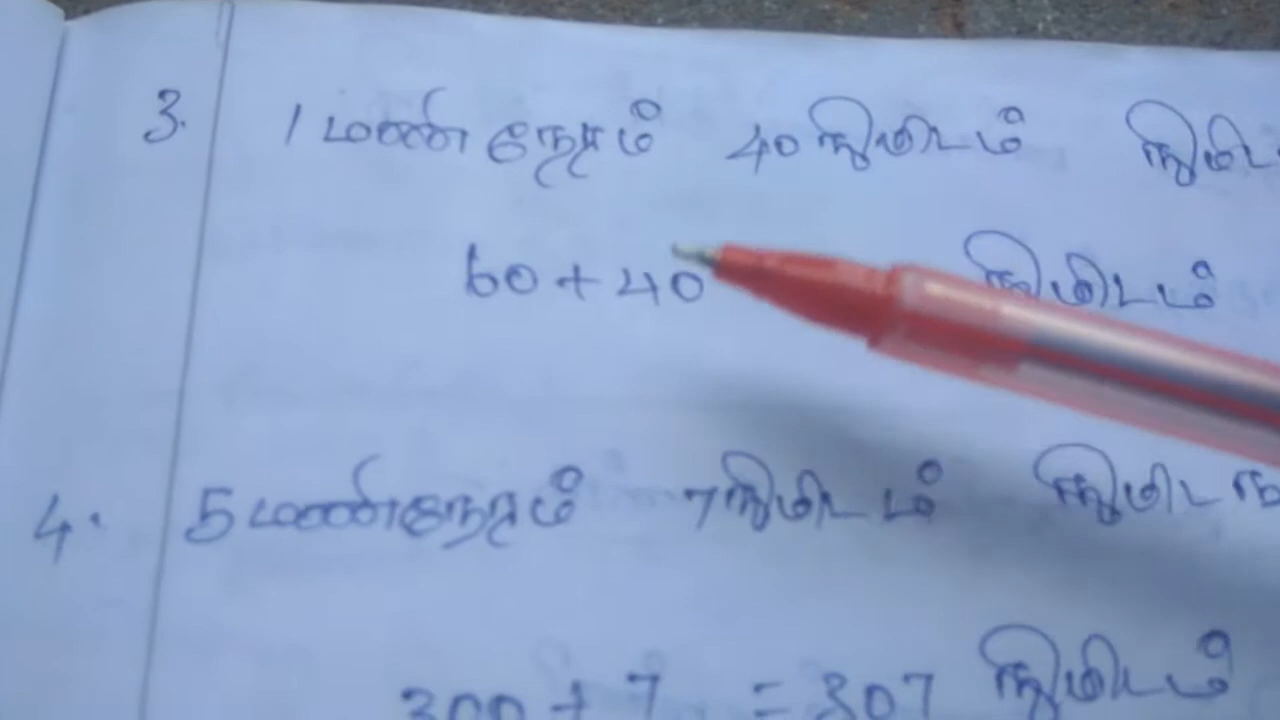 3. 1 மணிநேரம் 40 நிமிடம்
60 + 40 நிமிடம்
4. 5 மணிநேரம் 7 நிமிடம்
300 + 7 = 307 நிமிடம்